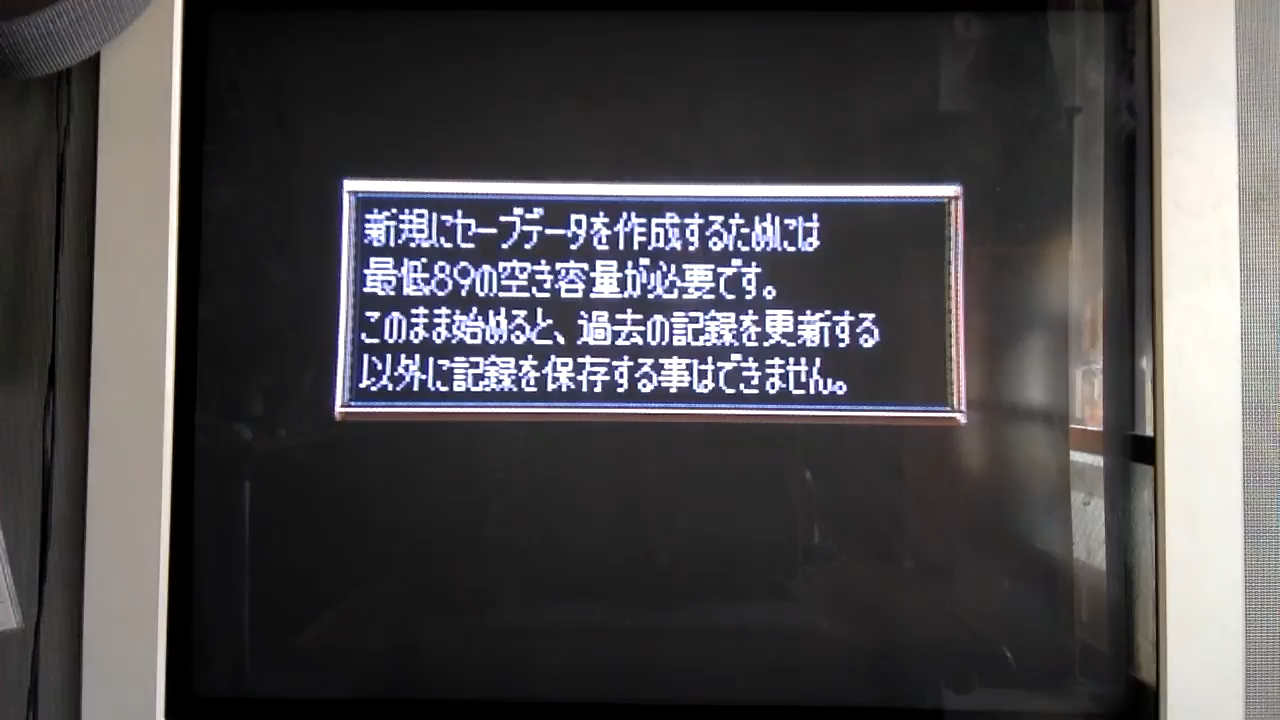 新規にセーブデータを作成するためには
最低89の空き容量が必要です。
このまま始めると、過去の記録を更新する
以外に記録を保存する事はできません。